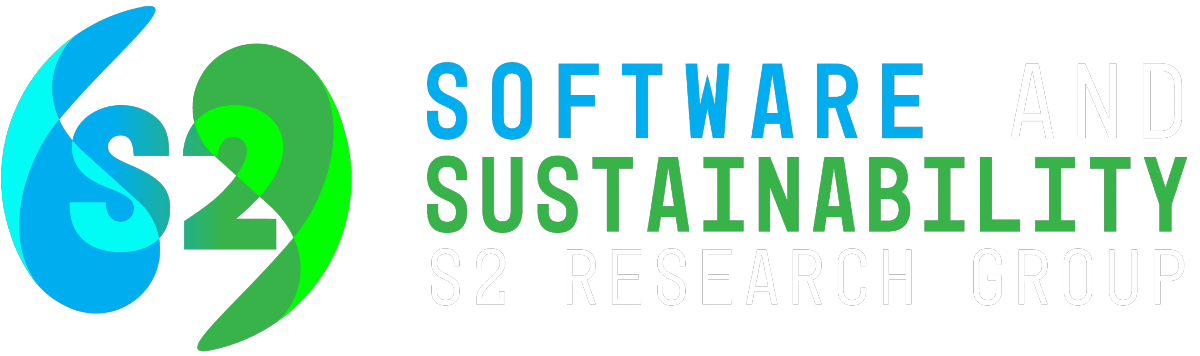 S2
SOFTWARE AND
SUSTAINABILITY
S2 RESEARCH GROUP